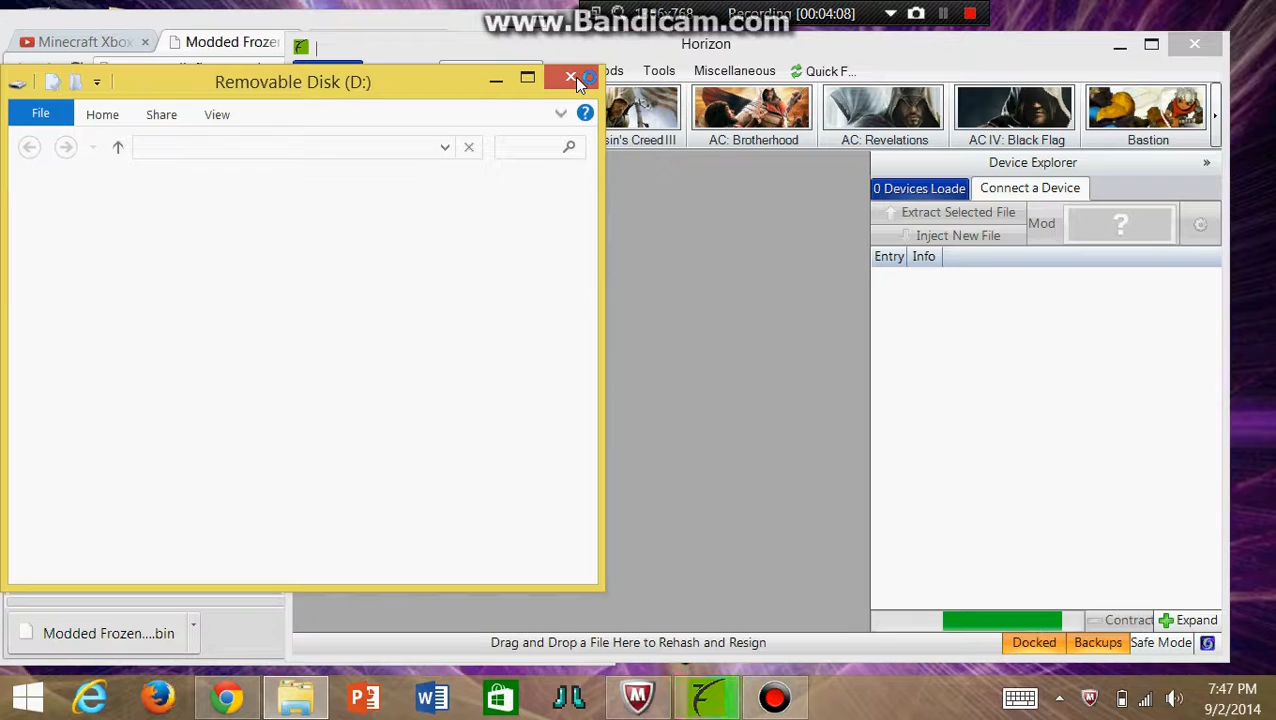 www.Bandicam.com
Recording [00:04:08]
Minecraft Xbox
Modded Frozen
Horizon
Removable Disk (D:)
ods
Tools
Miscellaneous
Quick F...
File
Home
Share
View
sin's Creed III
AC: Brotherhood
AC: Revelations
AC IV: Black Flag
Bastion
Device Explorer
»
0 Devices Loade
Connect a Device
Extract Selected File
Inject New File
Mod
?
Entry
Info
Modded Frozen....bin
Contrac
Expand
Drag and Drop a File Here to Rehash and Resign
Docked
Backups
Safe Mode
7:47 PM
9/2/2014